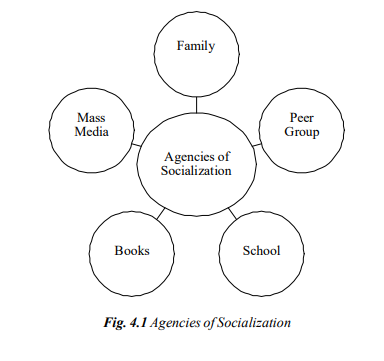 Family
Mass
Media
Peer
Group
Agencies of
Socialization
Books
School
Fig. 4.1 Agencies of Socialization